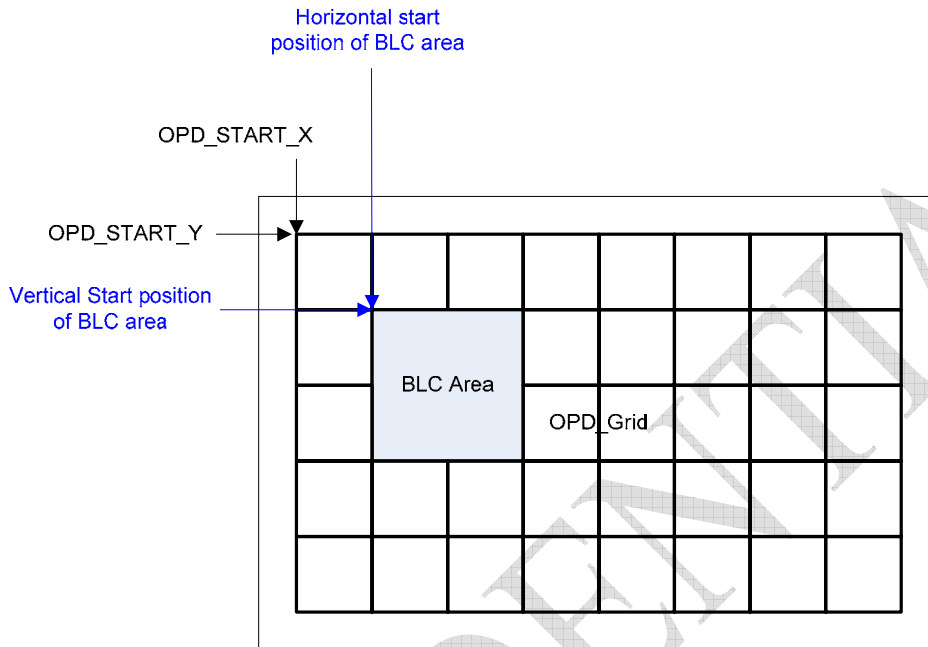 Horizontal start
position of BLC area
OPD_START_X
OPD_START_Y
Vertical Start position
of BLC area
BLC Area
OPD_Grid